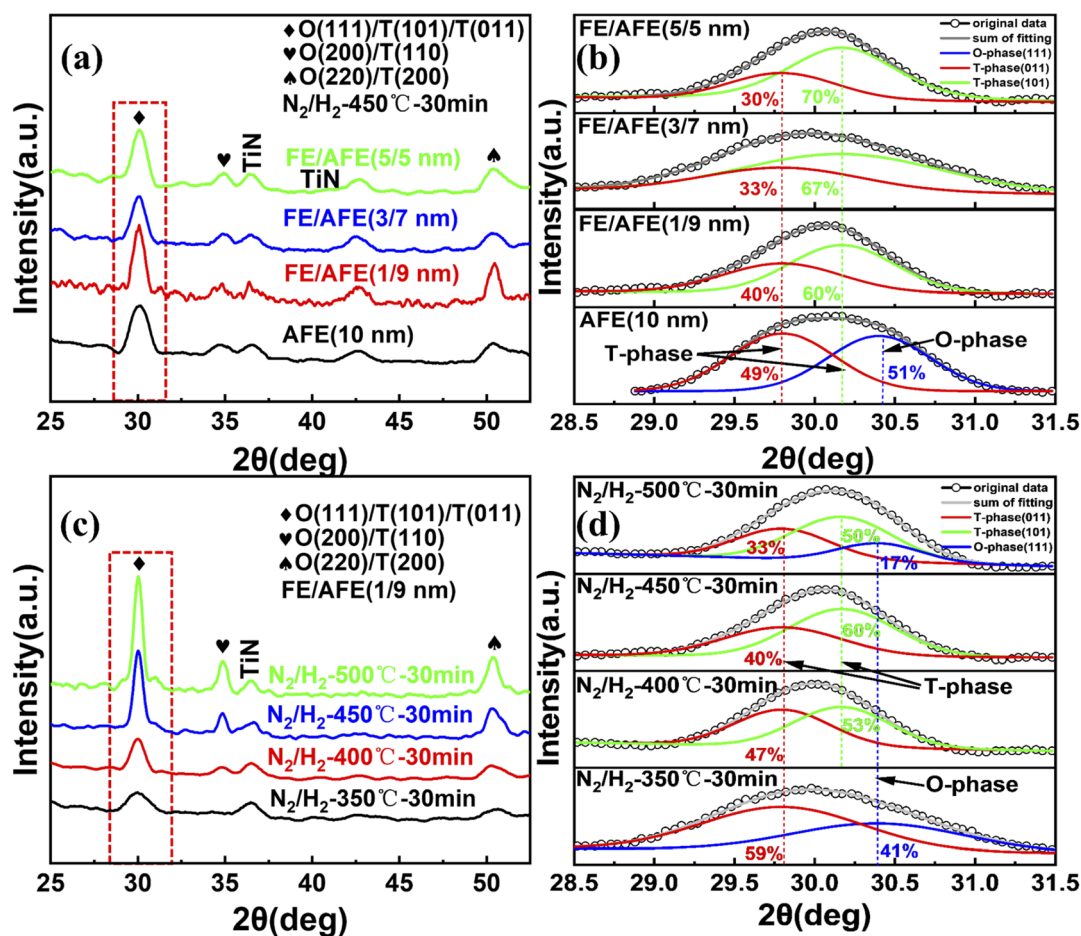 (a)
♦O(111)/T(101)/T(011)
♥O(200)/T(110)
♠O(220)/T(200)
N₂/H₂-450℃-30min
♦
♥
TiN
♠
FE/AFE(5/5 nm)
TiN
FE/AFE(3/7 nm)
FE/AFE(1/9 nm)
AFE(10 nm)
Intensity(a.u.)
25 30 35 40 45 50
2θ(deg)
(b)
FE/AFE(5/5 nm)
original data
sum of fitting
O-phase(111)
T-phase(011)
T-phase(101)
30% 70%
FE/AFE(3/7 nm)
33% 67%
FE/AFE(1/9 nm)
40% 60%
AFE(10 nm)
T-phase
O-phase
49% 51%
Intensity(a.u.)
28.5 29.0 29.5 30.0 30.5 31.0 31.5
2θ(deg)
(c)
♦O(111)/T(101)/T(011)
♥O(200)/T(110)
♠O(220)/T(200)
FE/AFE(1/9 nm)
♦
♥
TiN
♠
N₂/H₂-500℃-30min
N₂/H₂-450℃-30min
N₂/H₂-400℃-30min
N₂/H₂-350℃-30min
Intensity(a.u.)
25 30 35 40 45 50
2θ(deg)
(d)
N₂/H₂-500℃-30min
original data
sum of fitting
T-phase(011)
T-phase(101)
O-phase(111)
33% 50% 17%
N₂/H₂-450℃-30min
60%
40%
T-phase
N₂/H₂-400℃-30min
53%
47%
N₂/H₂-350℃-30min
O-phase
59% 41%
Intensity(a.u.)
28.5 29.0 29.5 30.0 30.5 31.0 31.5
2θ(deg)